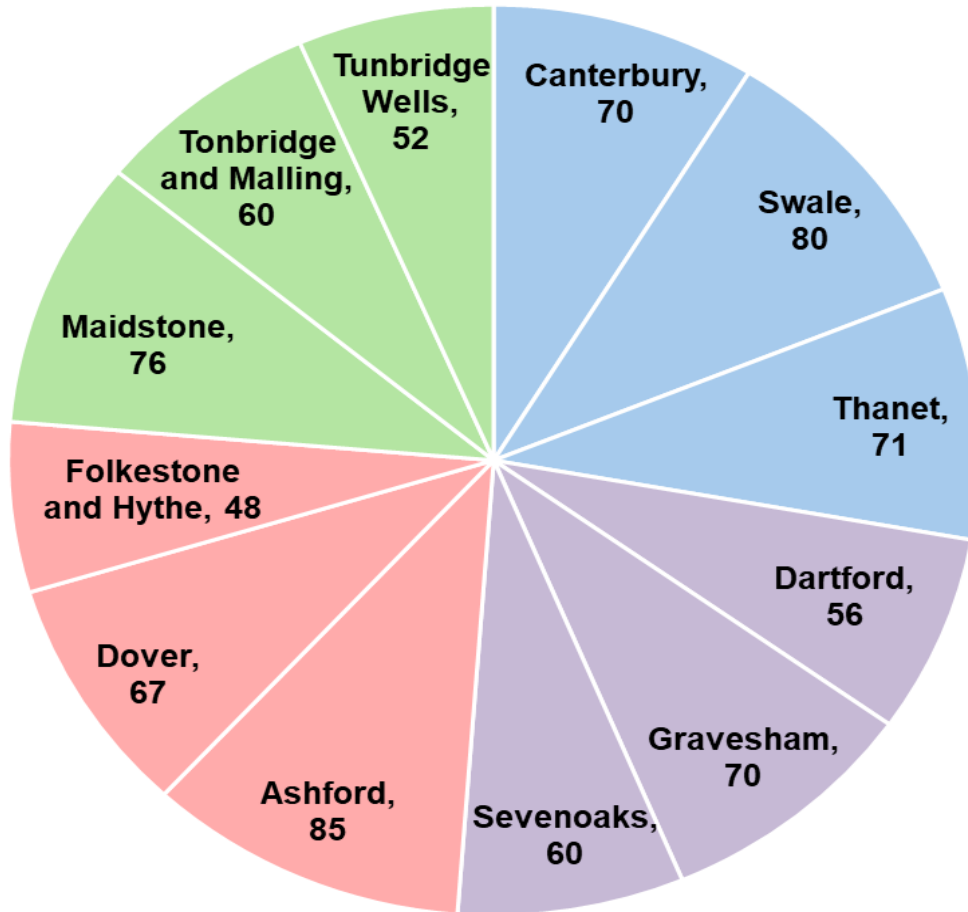 Canterbury,
70
Swale,
80
Thanet,
71
Dartford,
56
Gravesham,
70
Sevenoaks,
60
Ashford,
85
Dover,
67
Folkestone
and Hythe, 48
Maidstone,
76
Tonbridge
and Malling,
60
Tunbridge
Wells,
52